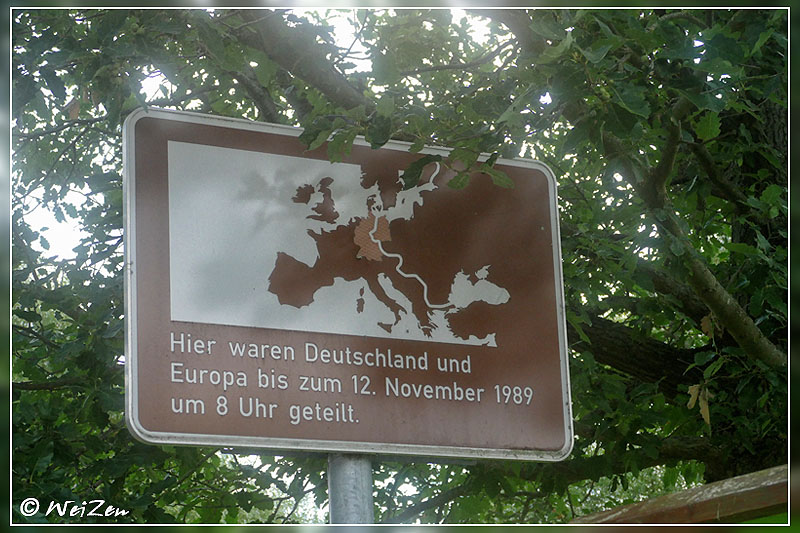 Hier waren Deutschland und
Europa bis zum 12. November 1989
um 8 Uhr geteilt.
© WeiZen